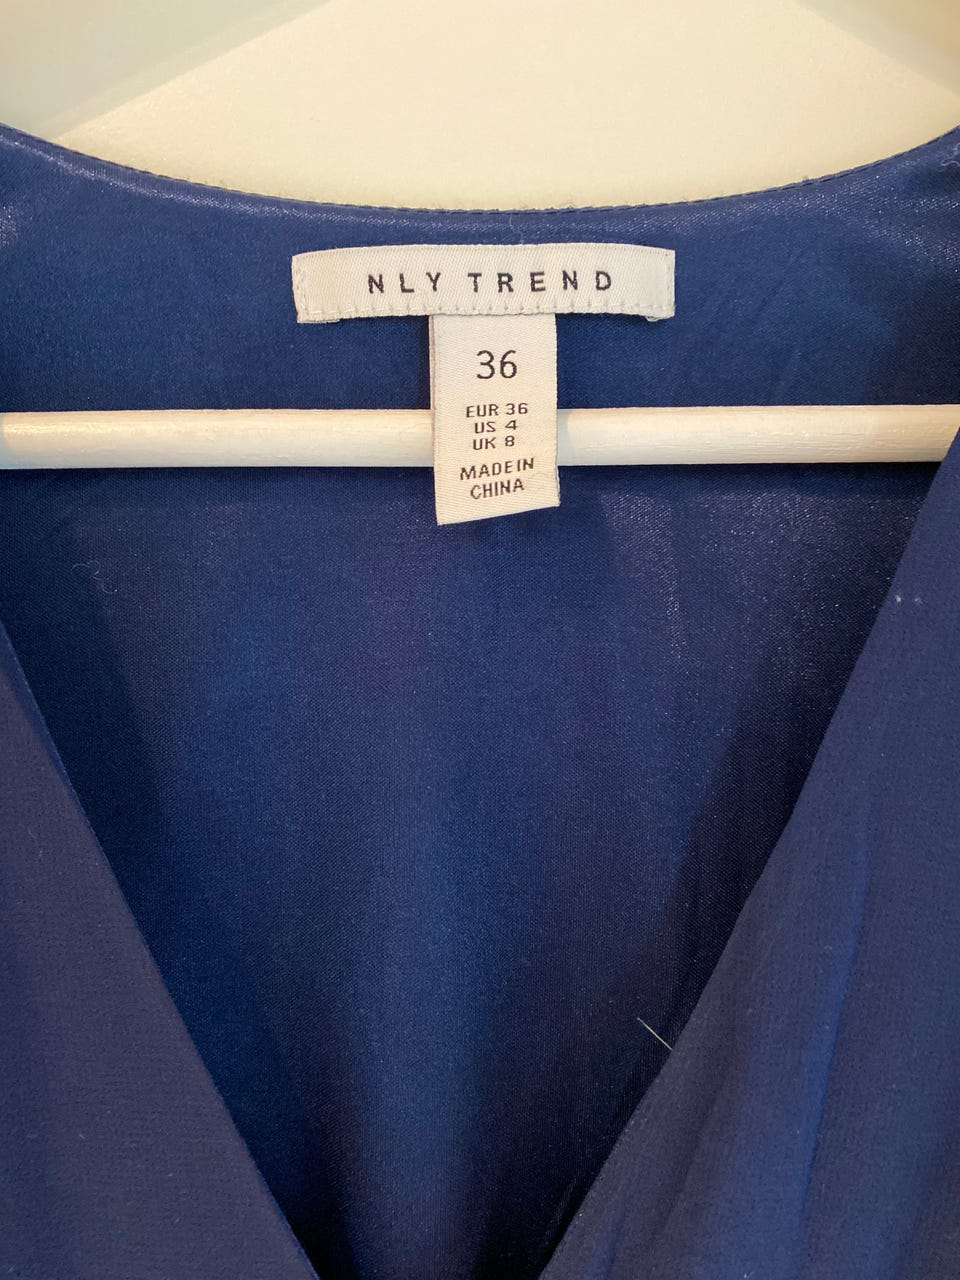 NLY TREND
36
EUR 36
US 4
UK 8
MADE IN
CHINA